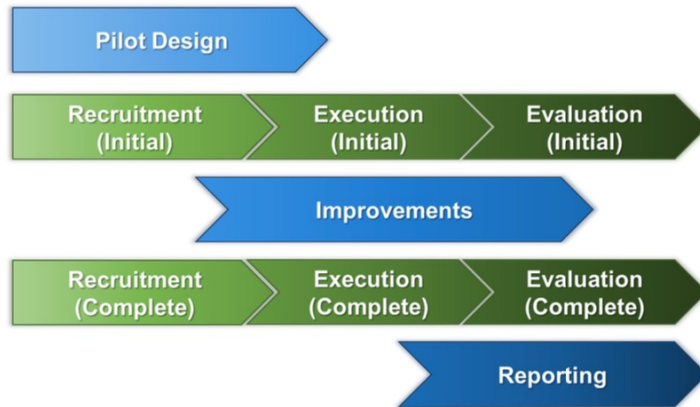 Pilot Design
Recruitment
(Initial)
Execution
(Initial)
Evaluation
(Initial)
Improvements
Recruitment
(Complete)
Execution
(Complete)
Evaluation
(Complete)
Reporting